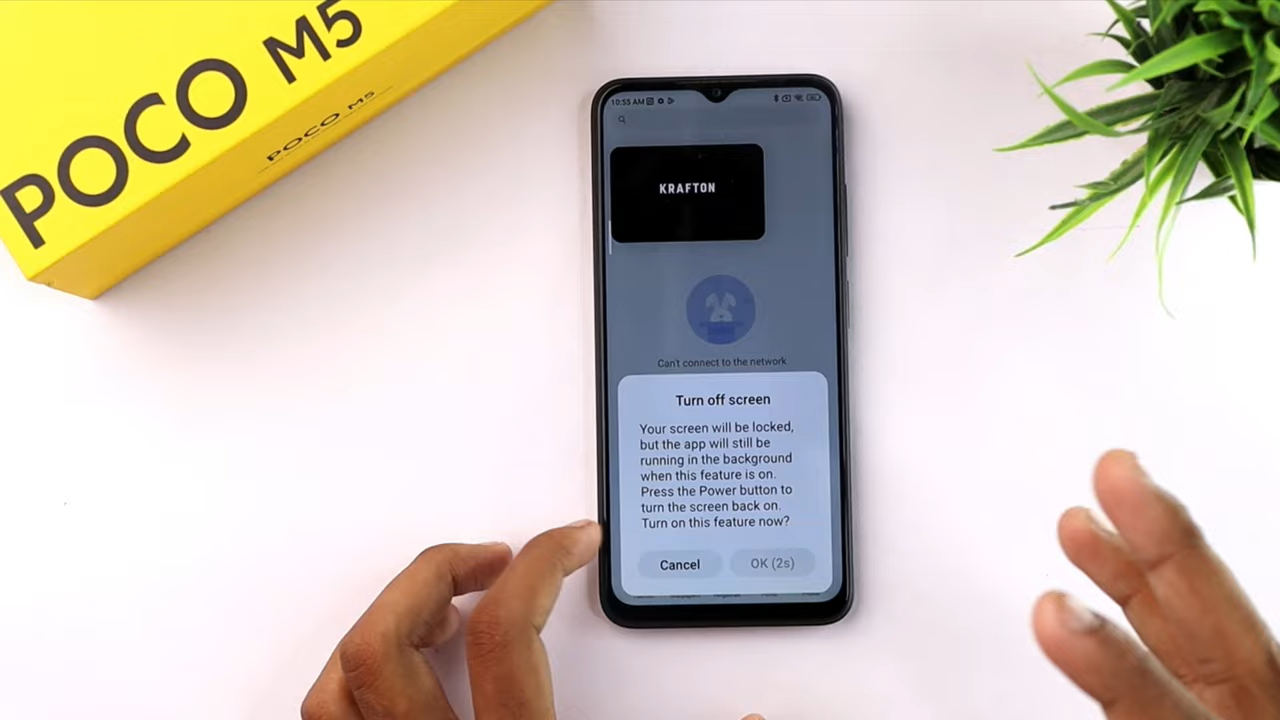 POCO M5
POCO M5
10:55 AM
KRAFTON
Can't connect to the network
Turn off screen
Your screen will be locked,
but the app will still be
running in the background
when this feature is on.
Press the Power button to
turn the screen back on.
Turn on this feature now?
Cancel
OK (2s)